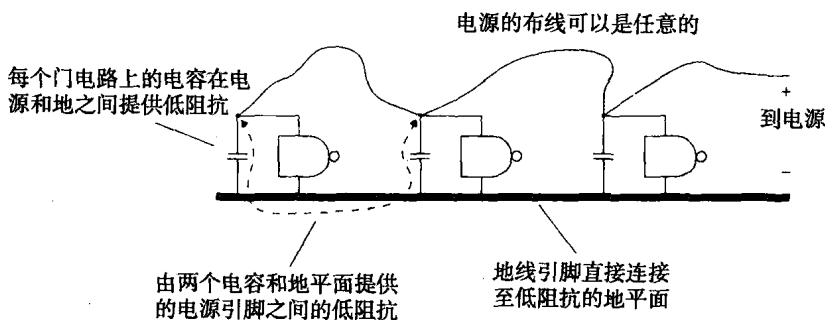 电源的布线可以是任意的
每个门电路上的电容在电
源和地之间提供低阻抗
+
到电源
−
由两个电容和地平面提供
的电源引脚之间的低阻抗
地线引脚直接连接
至低阻抗的地平面